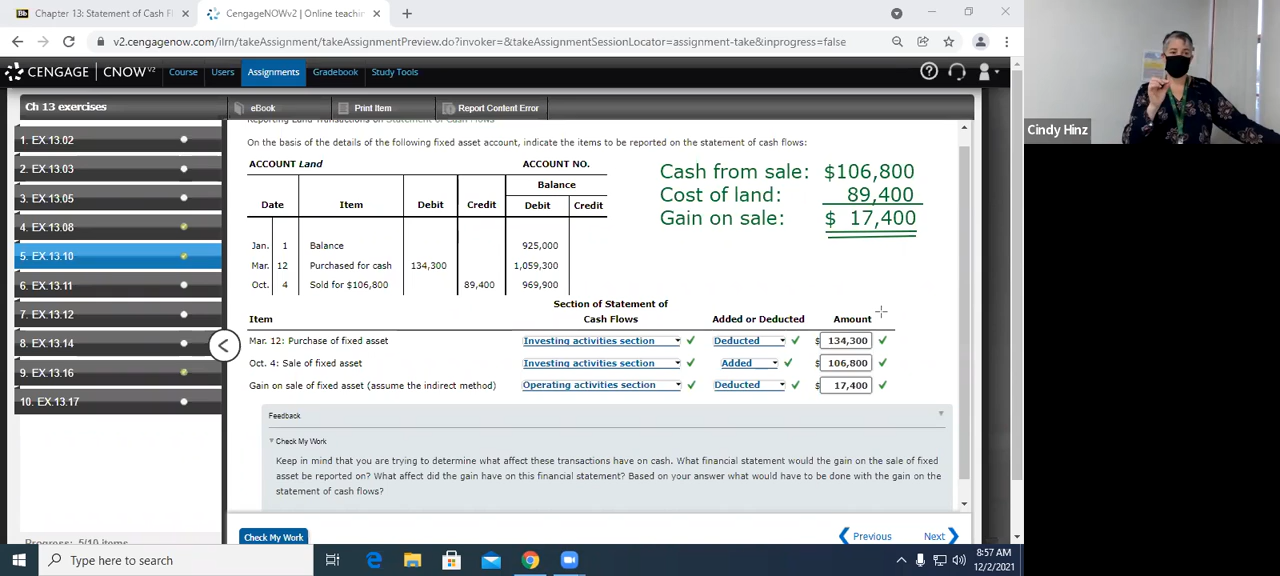 Chapter 13: Statement of Cash F
CengageNOWv2 | Online teachin
v2.cengagenow.com/ilrn/takeAssignment/takeAssignmentPreview.do?invoker=&takeAssignmentSessionLocator=assignment-take&inprogress=false
CENGAGE | CNOWv2 Course Users Assignments Gradebook Study Tools
Ch 13 exercises
eBook Print Item Report Content Error
1. EX.13.02
2. EX.13.03
3. EX.13.05
4. EX.13.08
5. EX.13.10
6. EX.13.11
7. EX.13.12
8. EX.13.14
9. EX.13.16
10. EX.13.17
Progress: 5/10 items
Reporting Land Transactions on Statement of Cash Flows
On the basis of the details of the following fixed asset account, indicate the items to be reported on the statement of cash flows:
ACCOUNT Land ACCOUNT NO.
Balance
Date Item Debit Credit Debit Credit
Jan. 1 Balance 925,000
Mar. 12 Purchased for cash 134,300 1,059,300
Oct. 4 Sold for $106,800 89,400 969,900
Cash from sale: $106,800
Cost of land: 89,400
Gain on sale: $ 17,400
Section of Statement of
Item Cash Flows Added or Deducted Amount
Mar. 12: Purchase of fixed asset Investing activities section Deducted $ 134,300
Oct. 4: Sale of fixed asset Investing activities section Added $ 106,800
Gain on sale of fixed asset (assume the indirect method) Operating activities section Deducted $ 17,400
Feedback
Check My Work
Keep in mind that you are trying to determine what affect these transactions have on cash. What financial statement would the gain on the sale of fixed
asset be reported on? What affect did the gain have on this financial statement? Based on your answer what would have to be done with the gain on the
statement of cash flows?
Check My Work Previous Next
Cindy Hinz
Type here to search
8:57 AM
12/2/2021